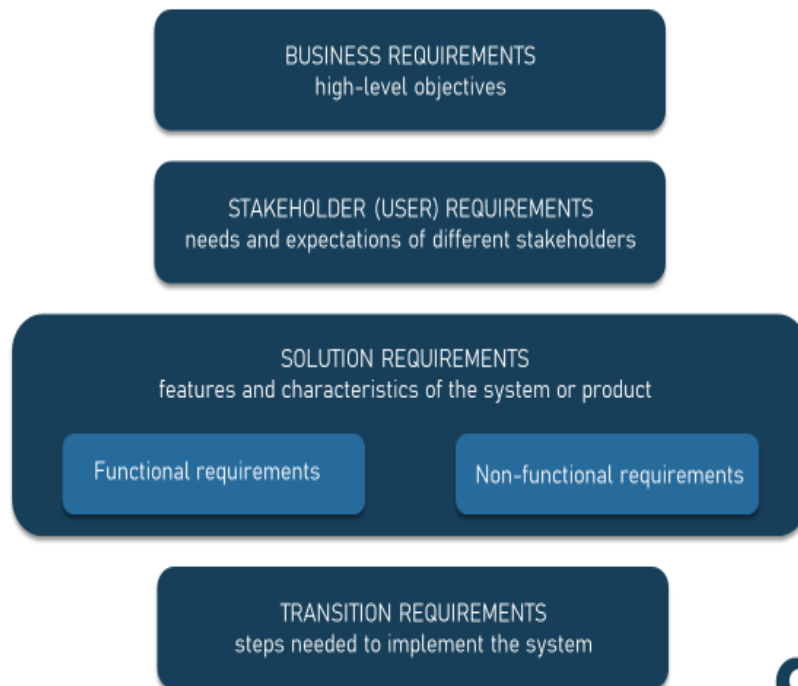 BUSINESS REQUIREMENTS
high-level objectives
STAKEHOLDER (USER) REQUIREMENTS
needs and expectations of different stakeholders
SOLUTION REQUIREMENTS
features and characteristics of the system or product
Functional requirements
Non-functional requirements
TRANSITION REQUIREMENTS
steps needed to implement the system